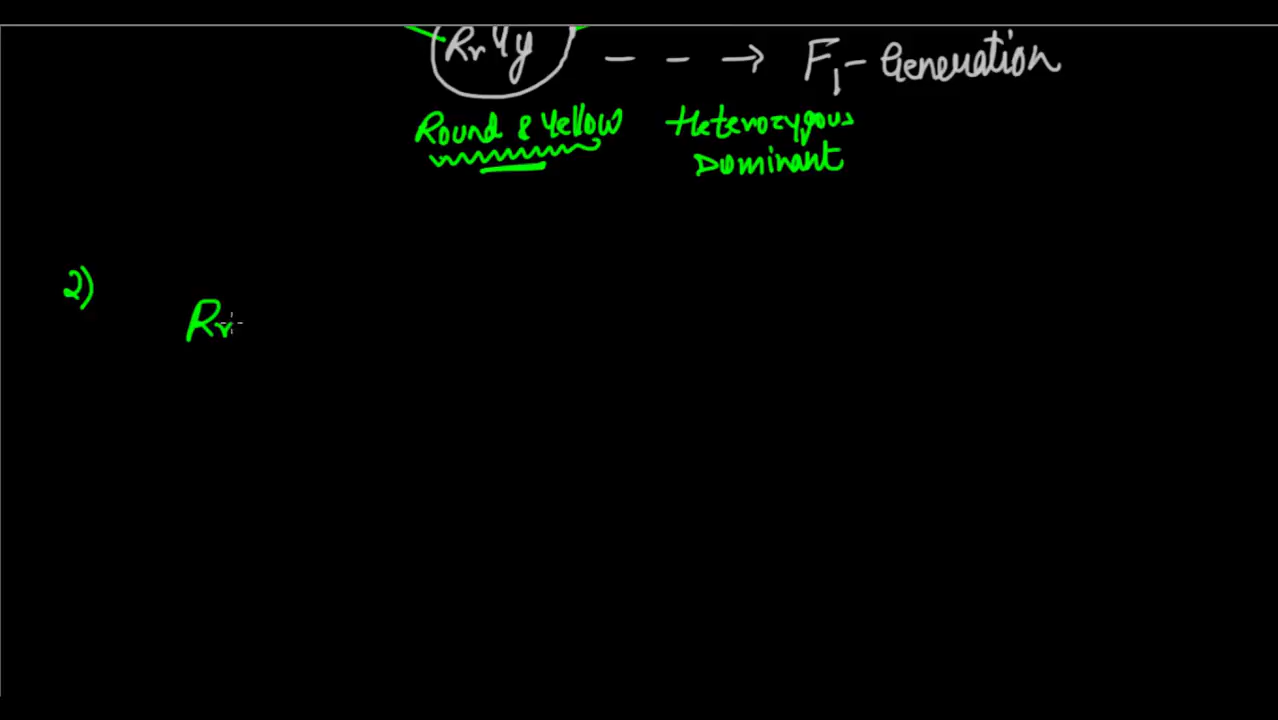 RrYy --> F1- Generation
Round & Yellow Heterozygous
Dominant
2)
Rr